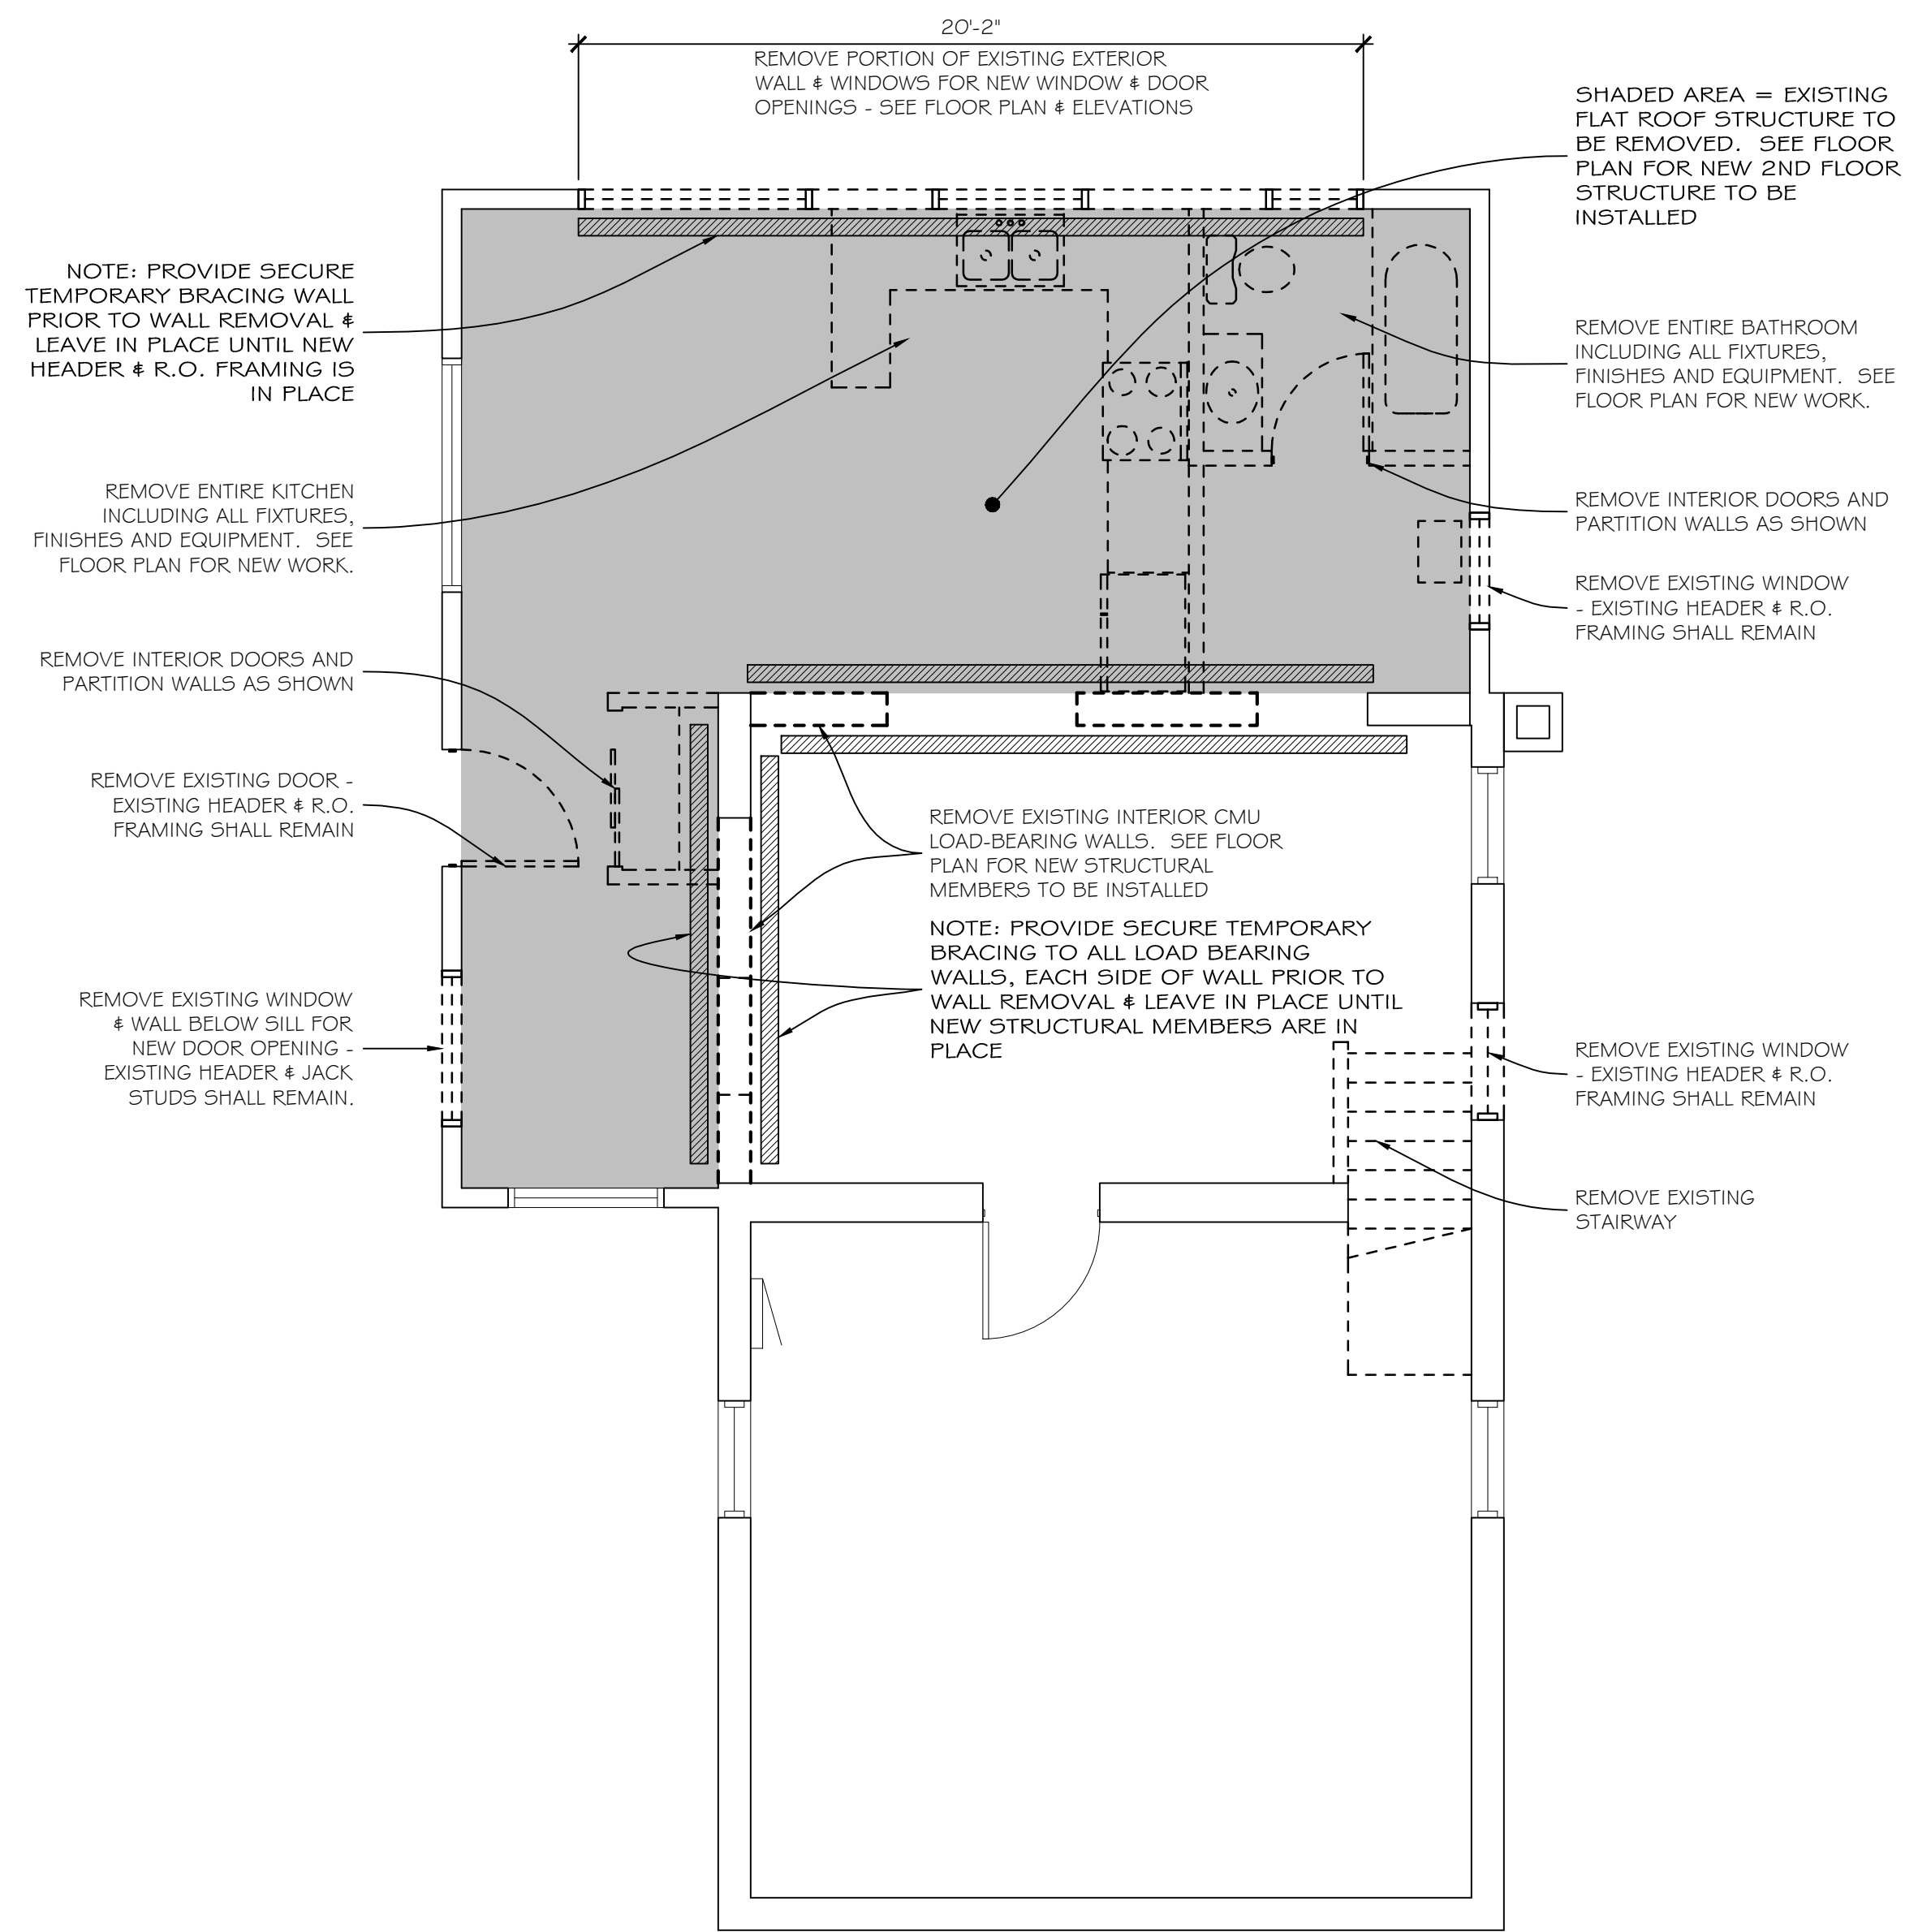 20'-2"
REMOVE PORTION OF EXISTING EXTERIOR
WALL & WINDOWS FOR NEW WINDOW & DOOR
OPENINGS - SEE FLOOR PLAN & ELEVATIONS
SHADED AREA = EXISTING
FLAT ROOF STRUCTURE TO
BE REMOVED.  SEE FLOOR
PLAN FOR NEW 2ND FLOOR
STRUCTURE TO BE
INSTALLED
NOTE: PROVIDE SECURE
TEMPORARY BRACING WALL
PRIOR TO WALL REMOVAL &
LEAVE IN PLACE UNTIL NEW
HEADER & R.O. FRAMING IS
IN PLACE
REMOVE ENTIRE BATHROOM
INCLUDING ALL FIXTURES,
FINISHES AND EQUIPMENT.  SEE
FLOOR PLAN FOR NEW WORK.
REMOVE ENTIRE KITCHEN
INCLUDING ALL FIXTURES,
FINISHES AND EQUIPMENT.  SEE
FLOOR PLAN FOR NEW WORK.
REMOVE INTERIOR DOORS AND
PARTITION WALLS AS SHOWN
REMOVE EXISTING WINDOW
- EXISTING HEADER & R.O.
FRAMING SHALL REMAIN
REMOVE INTERIOR DOORS AND
PARTITION WALLS AS SHOWN
REMOVE EXISTING DOOR -
EXISTING HEADER & R.O.
FRAMING SHALL REMAIN
REMOVE EXISTING INTERIOR CMU
LOAD-BEARING WALLS.  SEE FLOOR
PLAN FOR NEW STRUCTURAL
MEMBERS TO BE INSTALLED
NOTE: PROVIDE SECURE TEMPORARY
BRACING TO ALL LOAD BEARING
WALLS, EACH SIDE OF WALL PRIOR TO
WALL REMOVAL & LEAVE IN PLACE UNTIL
NEW STRUCTURAL MEMBERS ARE IN
PLACE
REMOVE EXISTING WINDOW
& WALL BELOW SILL FOR
NEW DOOR OPENING -
EXISTING HEADER & JACK
STUDS SHALL REMAIN.
REMOVE EXISTING WINDOW
- EXISTING HEADER & R.O.
FRAMING SHALL REMAIN
REMOVE EXISTING
STAIRWAY